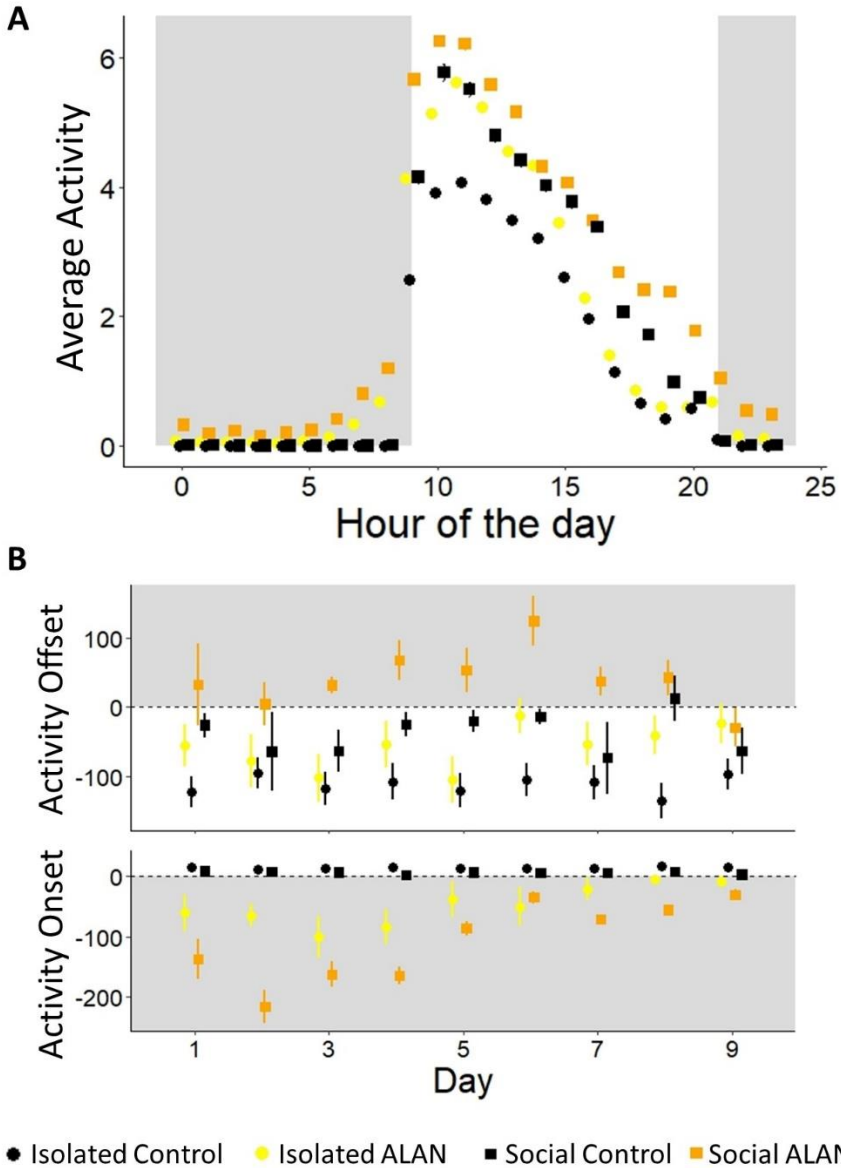 A
Average Activity
6
4
2
0
0 5 10 15 20 25
Hour of the day
B
Activity Offset
100
0
-100
Activity Onset
0
-100
-200
1 3 5 7 9
Day
Isolated Control Isolated ALAN Social Control Social ALAN